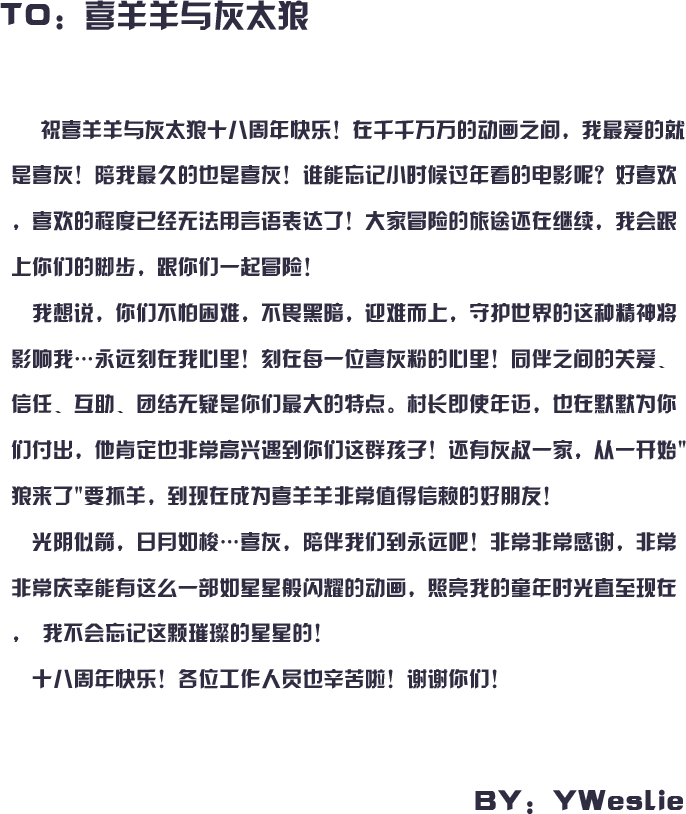 TO：喜羊羊与灰太狼
祝喜羊羊与灰太狼十八周年快乐！在千千万万的动画之间，我最爱的就
是喜灰！陪我最久的也是喜灰！谁能忘记小时候过年看的电影呢？好喜欢
，喜欢的程度已经无法用言语表达了！大家冒险的旅途还在继续，我会跟
上你们的脚步，跟你们一起冒险！
我想说，你们不怕困难，不畏黑暗，迎难而上，守护世界的这种精神将
影响我…永远刻在我心里！刻在每一位喜灰粉的心里！同伴之间的关爱、
信任、互助、团结无疑是你们最大的特点。村长即使年迈，也在默默为你
们付出，他肯定也非常高兴遇到你们这群孩子！还有灰叔一家，从一开始"
狼来了"要抓羊，到现在成为喜羊羊非常值得信赖的好朋友！
光阴似箭，日月如梭…喜灰，陪伴我们到永远吧！非常非常感谢，非常
非常庆幸能有这么一部如星星般闪耀的动画，照亮我的童年时光直至现在
， 我不会忘记这颗璀璨的星星的！
十八周年快乐！各位工作人员也辛苦啦！谢谢你们！
BY：YWeslie